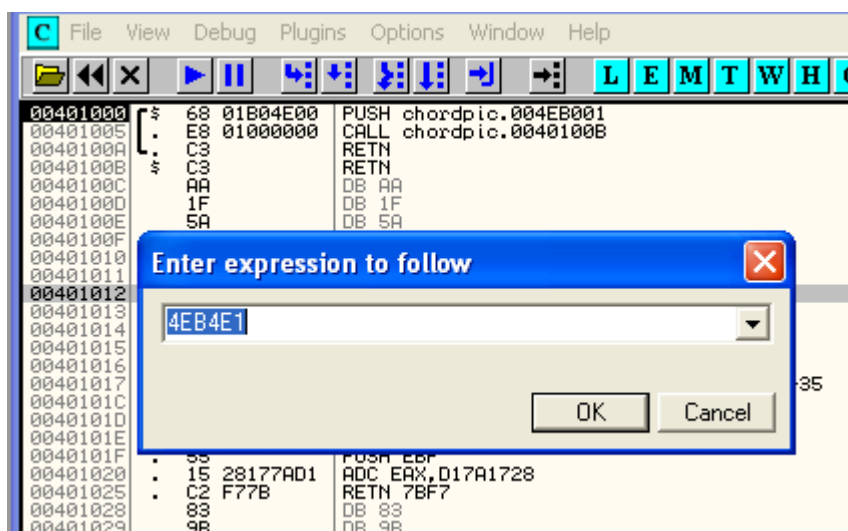 C File View Debug Plugins Options Window Help
L E M T W H
00401000 $ 68 01B04E00 PUSH chordpic.004EB001
00401005 . E8 01000000 CALL chordpic.0040100B
0040100A . C3 RETN
0040100B $ C3 RETN
0040100C AA DB AA
0040100D 1F DB 1F
0040100E 5A DB 5A
0040100F
00401010
00401011
00401012
00401013
00401014
00401015
00401016
00401017 35
0040101C
0040101D
0040101E
0040101F . 55 PUSH EBP
00401020 . 15 28177AD1 ADC EAX,D17A1728
00401025 . C2 F77B RETN 7BF7
00401028 83 DB 83
00401029 9B DB 9B
Enter expression to follow
4EB4E1
OK Cancel